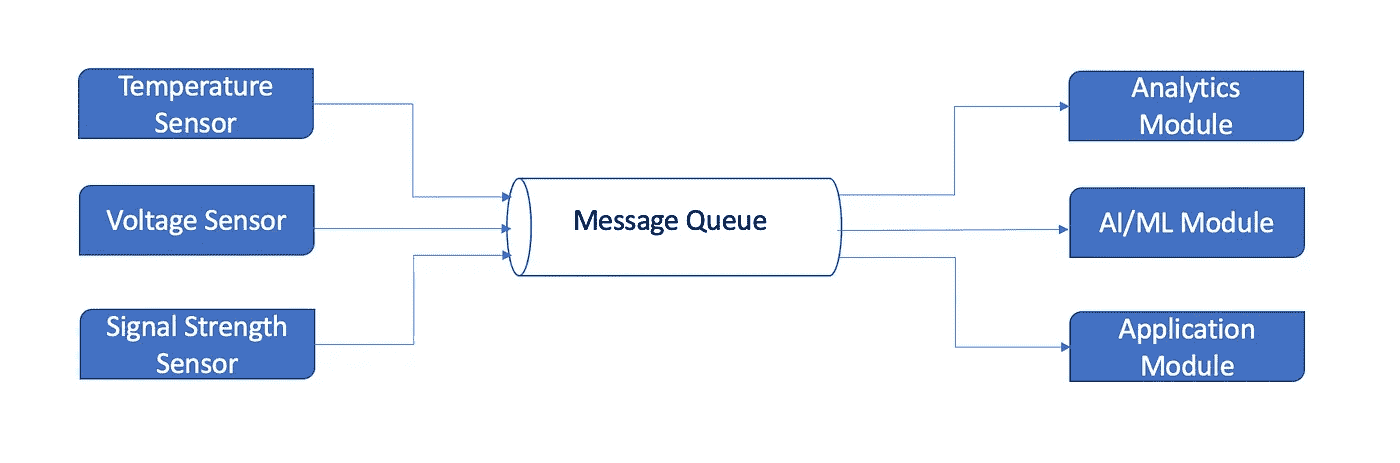 Temperature
Sensor
Voltage Sensor
Signal Strength
Sensor
Message Queue
Analytics
Module
AI/ML Module
Application
Module